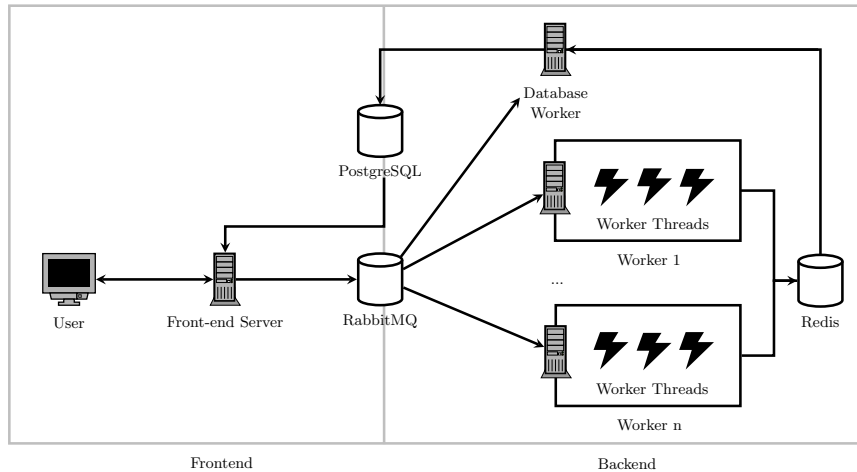 Database
Worker
PostgreSQL
Worker Threads
Worker 1
...
User
Front-end Server
RabbitMQ
Redis
Worker Threads
Worker n
Frontend
Backend